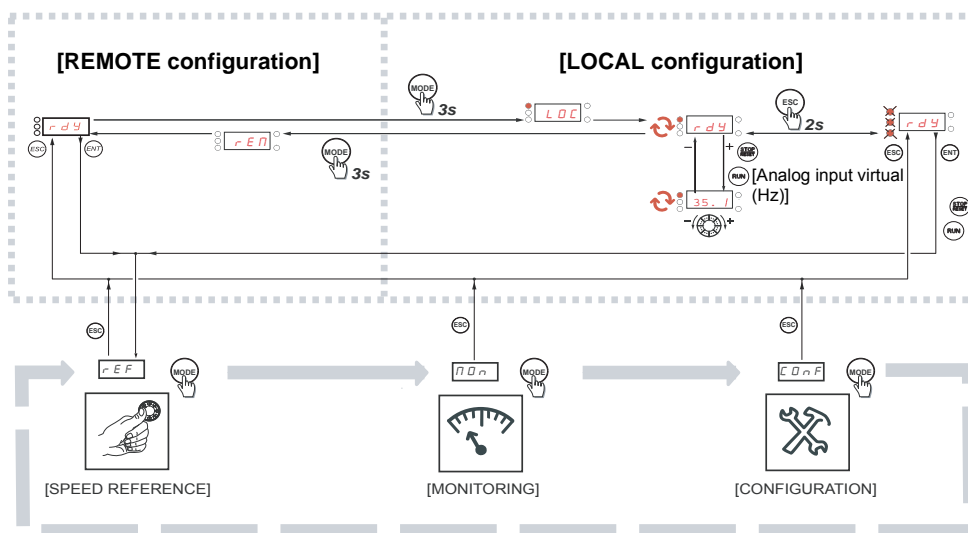 [REMOTE configuration]
[LOCAL configuration]
MODE
3s
LOC
rdY
ESC
ENT
rEM
MODE
3s
rdY
ESC
2s
rdY
ESC
ENT
- +
STOP RESET
RUN [Analog input virtual
(Hz)]
35. 1
- +
STOP RESET
RUN
ESC
ESC
ESC
rEF
MODE
MOn
MODE
COnF
MODE
[SPEED REFERENCE]
[MONITORING]
[CONFIGURATION]